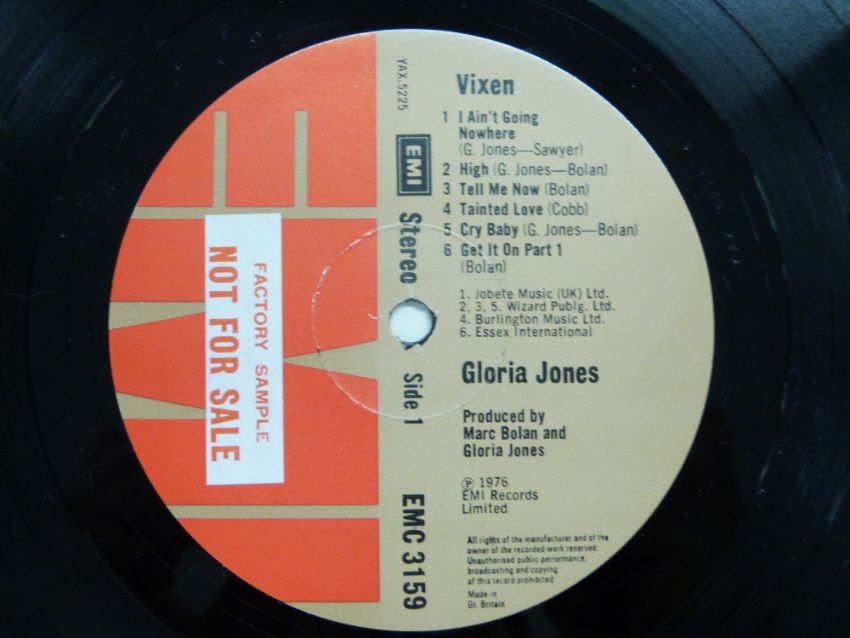 Vixen
1 I Ain't Going
Nowhere
(G. Jones—Sawyer)
2 High (G. Jones—Bolan)
3 Tell Me Now (Bolan)
4 Tainted Love (Cobb)
5 Cry Baby (G. Jones—Bolan)
6 Get It On Part 1
(Bolan)
1. Jobete Music (UK) Ltd.
2. 3, 5. Wizard Publg. Ltd.
4. Burlington Music Ltd.
6. Essex International
Gloria Jones
Produced by
Marc Bolan and
Gloria Jones
℗ 1976
EMI Records
Limited
All rights of the manufacturer and of the
owner of the recorded work reserved.
Unauthorised public performance,
broadcasting and copying
of this record prohibited
Made in
Gt. Britain
YAX.5225
EMI Stereo Side 1 EMC 3159
FACTORY SAMPLE
NOT FOR SALE